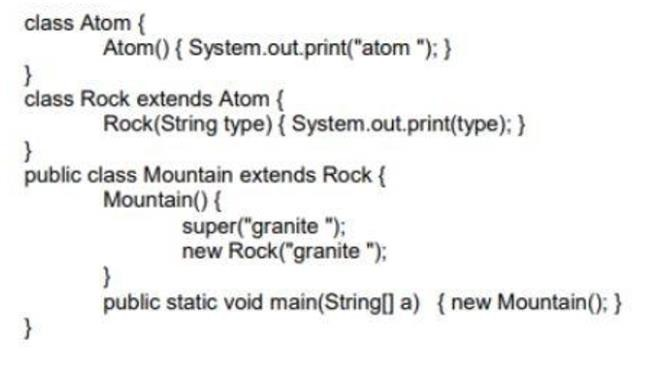 class Atom {
Atom() { System.out.print("atom "); }
}
class Rock extends Atom {
Rock(String type) { System.out.print(type); }
}
public class Mountain extends Rock {
Mountain() {
super("granite ");
new Rock("granite ");
}
public static void main(String[] a) { new Mountain(); }
}